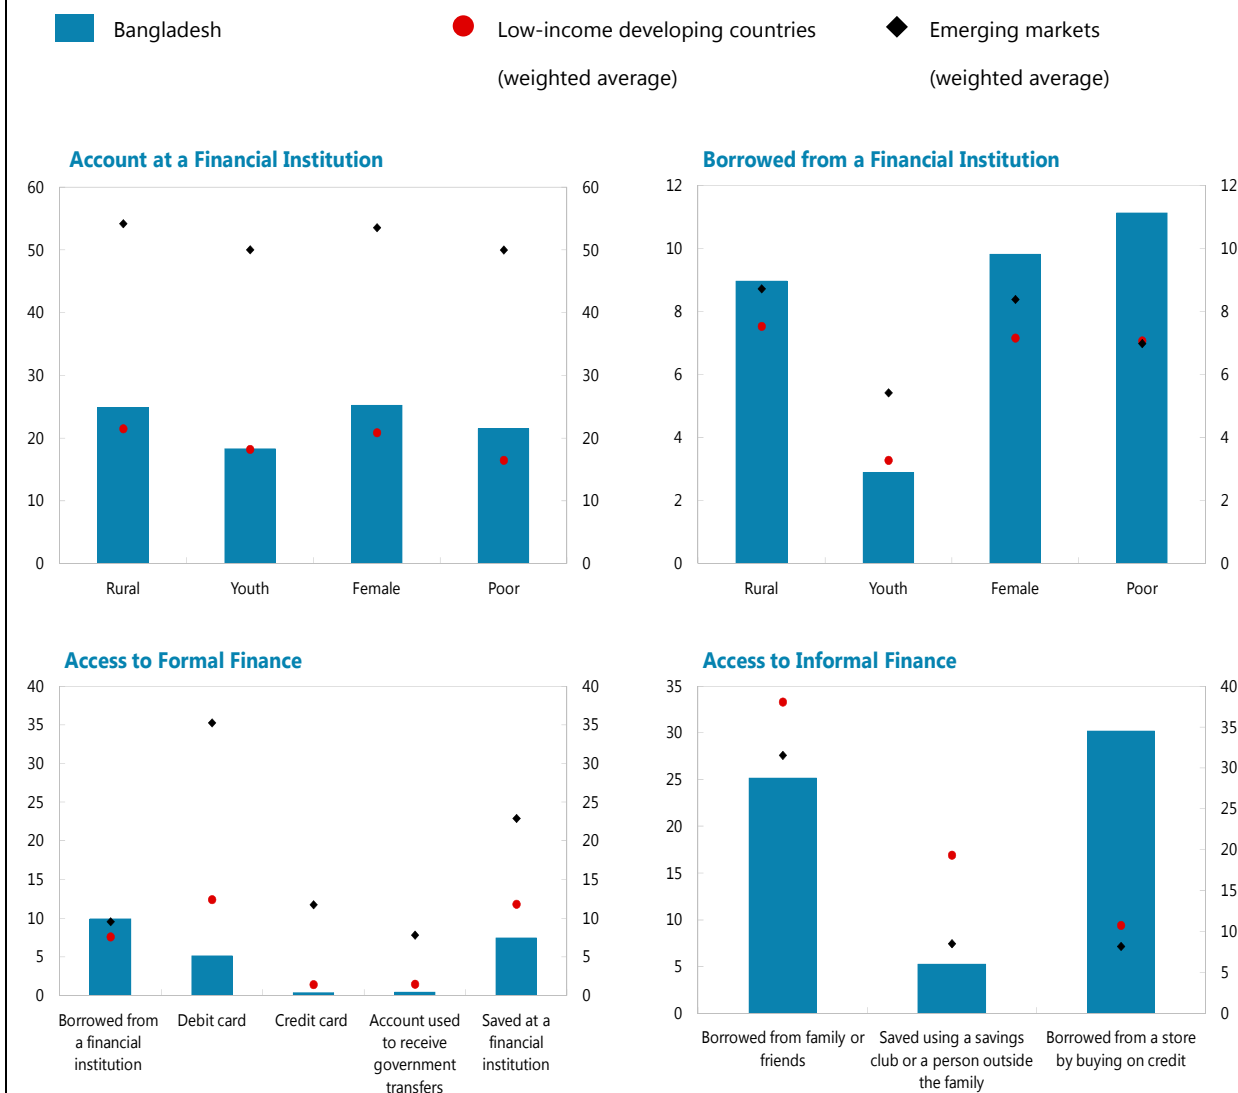 Bangladesh
Low-income developing countries
(weighted average)
Emerging markets
(weighted average)
Account at a Financial Institution
60
50
40
30
20
10
0
60
50
40
30
20
10
0
Rural
Youth
Female
Poor
Borrowed from a Financial Institution
12
10
8
6
4
2
0
12
10
8
6
4
2
0
Rural
Youth
Female
Poor
Access to Formal Finance
40
35
30
25
20
15
10
5
0
40
35
30
25
20
15
10
5
0
Borrowed from
a financial
institution
Debit card
Credit card
Account used
to receive
government
transfers
Saved at a
financial
institution
Access to Informal Finance
35
30
25
20
15
10
5
0
40
35
30
25
20
15
10
5
0
Borrowed from family or
friends
Saved using a savings
club or a person outside
the family
Borrowed from a store
by buying on credit